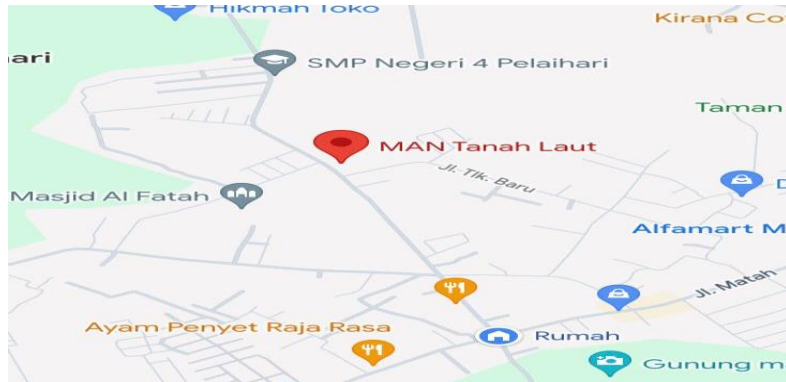 Hikmah Toko
Kirana Co
ari
SMP Negeri 4 Pelaihari
Taman
MAN Tanah Laut
Jl. Tlk. Baru
Masjid Al Fatah
D
Alfamart M
Jl. Matah
Ayam Penyet Raja Rasa
Rumah
Gunung m